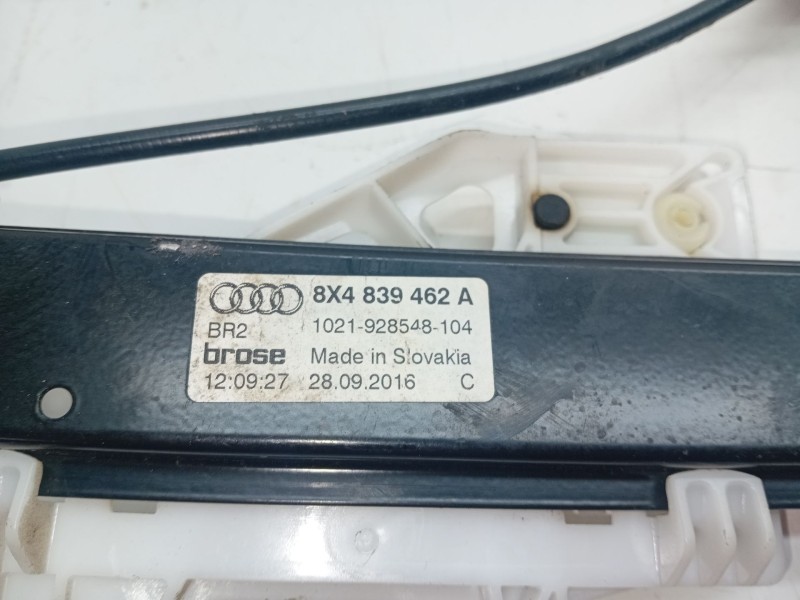 8X4 839 462 A
BR2 1021-928548-104
brose Made in Slovakia
12:09:27 28.09.2016 C